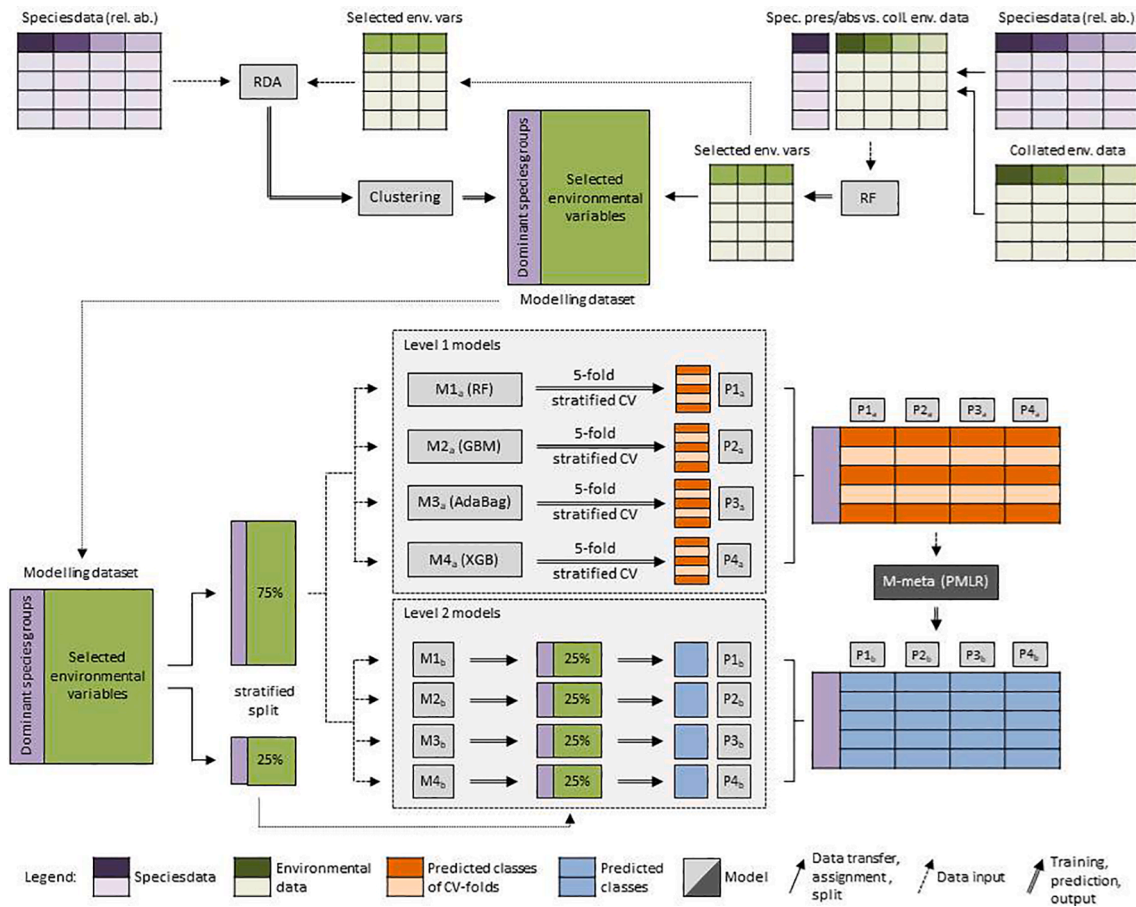 Speciesdata (rel. ab.)
Selected env. vars
Spec. pres/abs vs. coll. env. data
Speciesdata (rel. ab.)
RDA
Selected env. vars
Collated env. data
Clustering
Dominant speciesgroups
Selected
environmental
variables
RF
Modelling dataset
Level 1 models
M1a (RF)
5-fold
stratified CV
P1a
M2a (GBM)
5-fold
stratified CV
P2a
M3a (AdaBag)
5-fold
stratified CV
P3a
M4a (XGB)
5-fold
stratified CV
P4a
P1a
P2a
P3a
P4a
M-meta (PMLR)
Modelling dataset
Dominant speciesgroups
Selected
environmental
variables
75%
stratified
split
25%
Level 2 models
M1b
25%
P1b
M2b
25%
P2b
M3b
25%
P3b
M4b
25%
P4b
P1b
P2b
P3b
P4b
Legend:
Speciesdata
Environmental
data
Predicted classes
of CV-folds
Predicted
classes
Model
Data transfer,
assignment,
split
Data input
Training,
prediction,
output